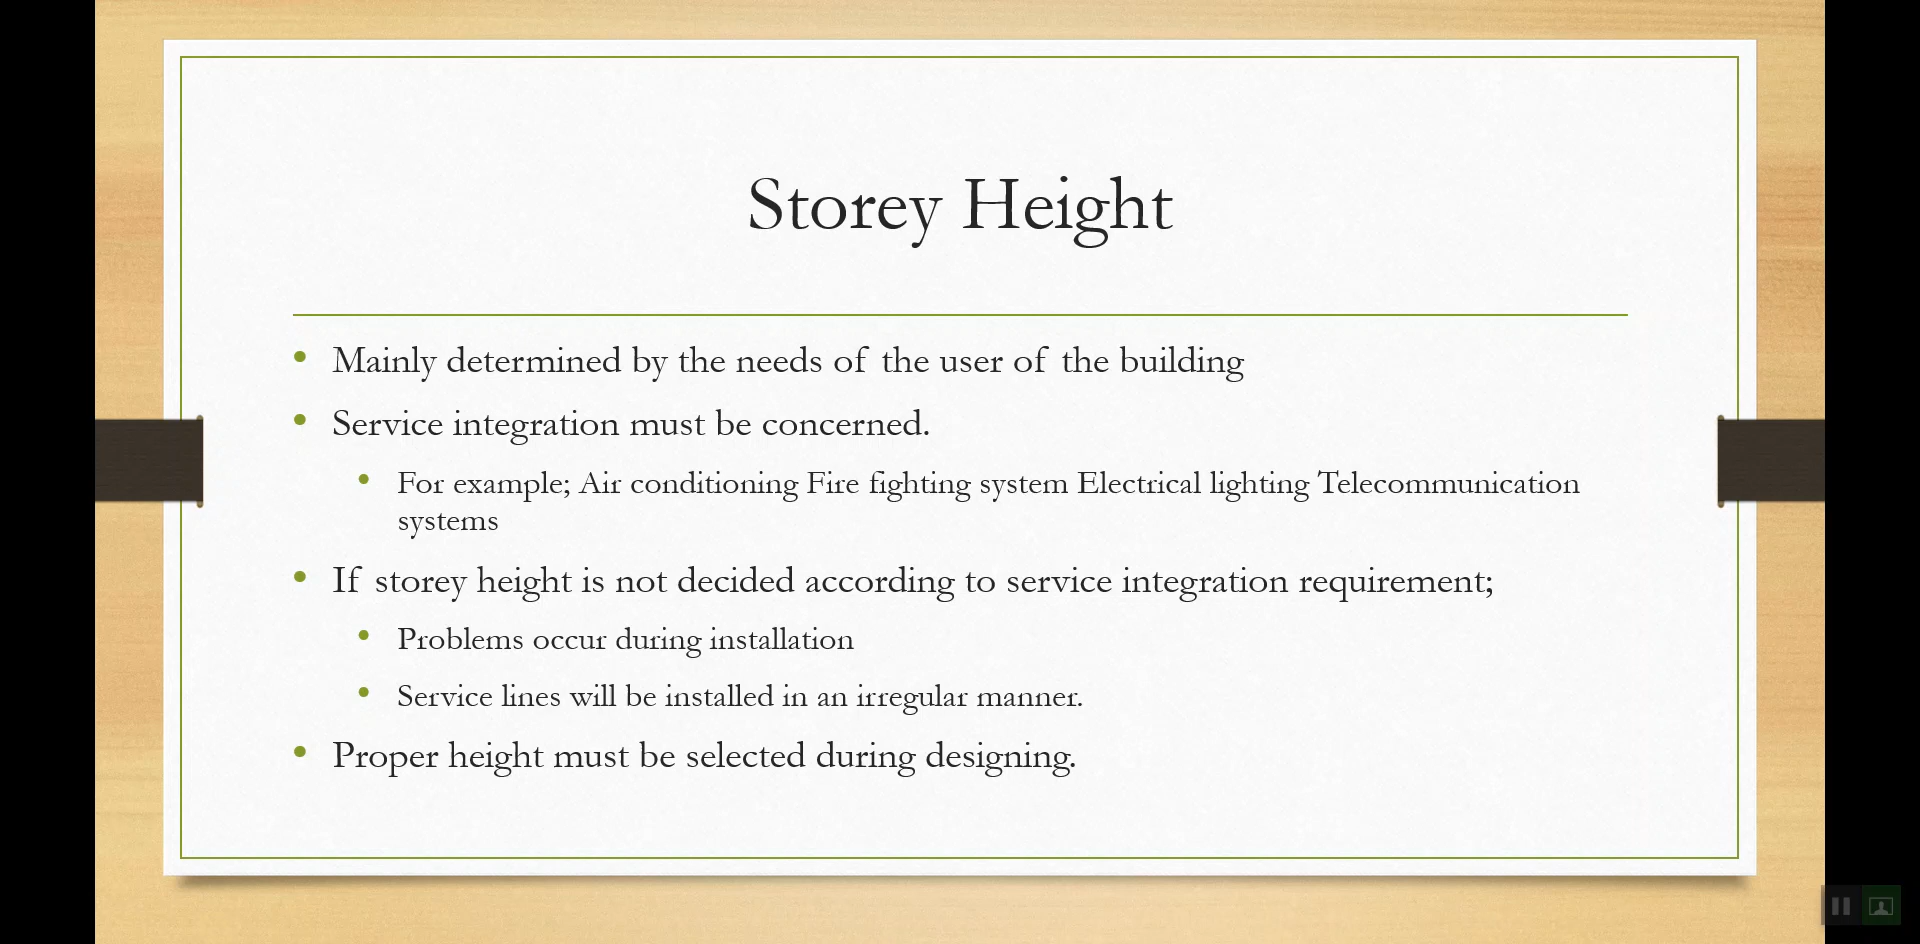 Storey Height
• Mainly determined by the needs of the user of the building
• Service integration must be concerned.
• For example; Air conditioning Fire fighting system Electrical lighting Telecommunication
systems
• If storey height is not decided according to service integration requirement;
• Problems occur during installation
• Service lines will be installed in an irregular manner.
• Proper height must be selected during designing.